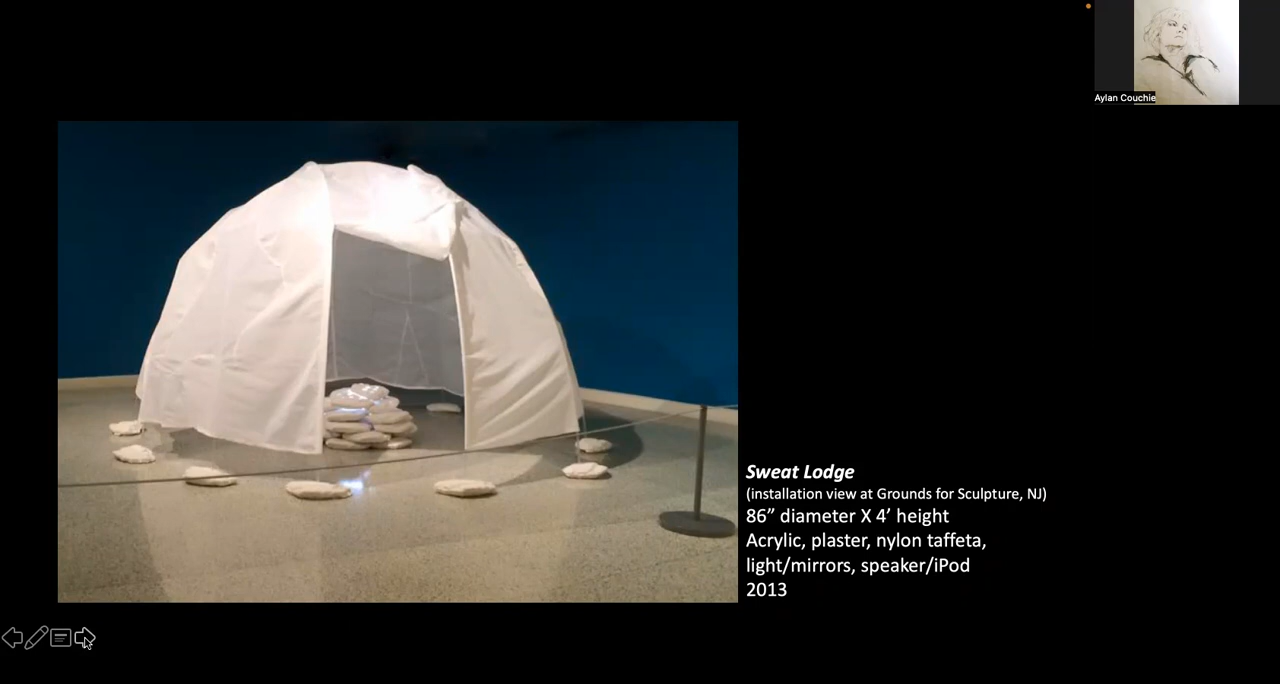 Aylan Couchie
Sweat Lodge
(installation view at Grounds for Sculpture, NJ)
86” diameter X 4’ height
Acrylic, plaster, nylon taffeta,
light/mirrors, speaker/iPod
2013